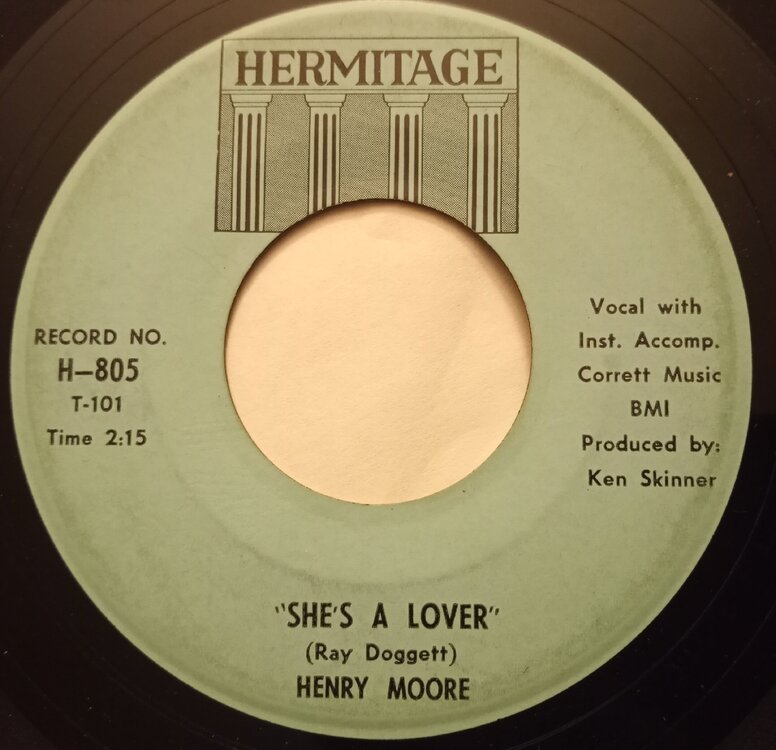 HERMITAGE
RECORD NO.
H-805
T-101
Time 2:15
Vocal with
Inst. Accomp.
Corrett Music
BMI
Produced by:
Ken Skinner
"SHE'S A LOVER"
(Ray Doggett)
HENRY MOORE